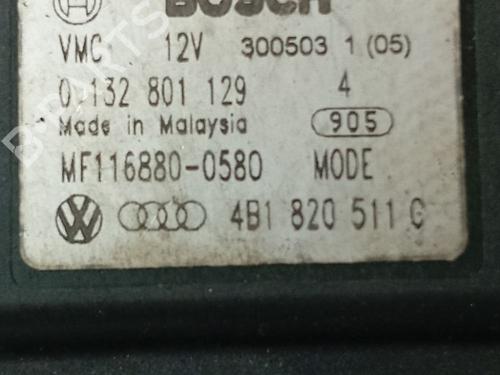 BOSCH
VMC 12V 300503 1 (05)
0 132 801 129 4
Made in Malaysia 905
MF116880-0580 MODE
4B1 820 511 C